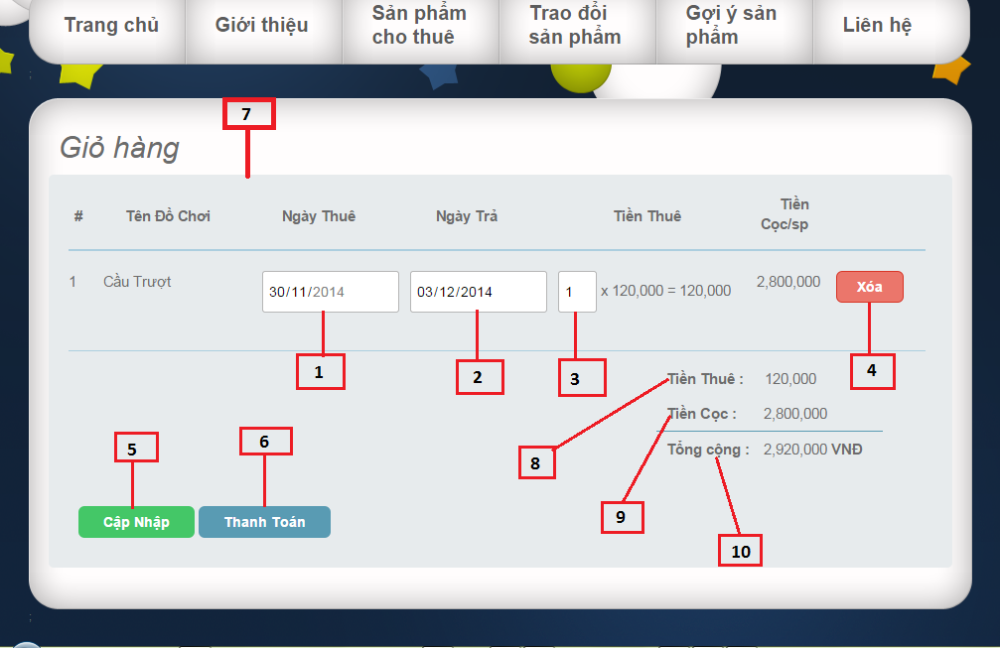 Trang chủ
Giới thiệu
Sản phẩm
cho thuê
Trao đổi
sản phẩm
Gợi ý sản
phẩm
Liên hệ
7
Giỏ hàng
# Tên Đồ Chơi Ngày Thuê Ngày Trả Tiền Thuê Tiền
Cọc/sp
1 Cầu Trượt 30/11/2014 03/12/2014 1 x 120,000 = 120,000 2,800,000 Xóa
1 2 3 4
Tiền Thuê : 120,000
Tiền Cọc : 2,800,000
Tổng cộng : 2,920,000 VNĐ
5 6 8
9
10
Cập Nhập Thanh Toán